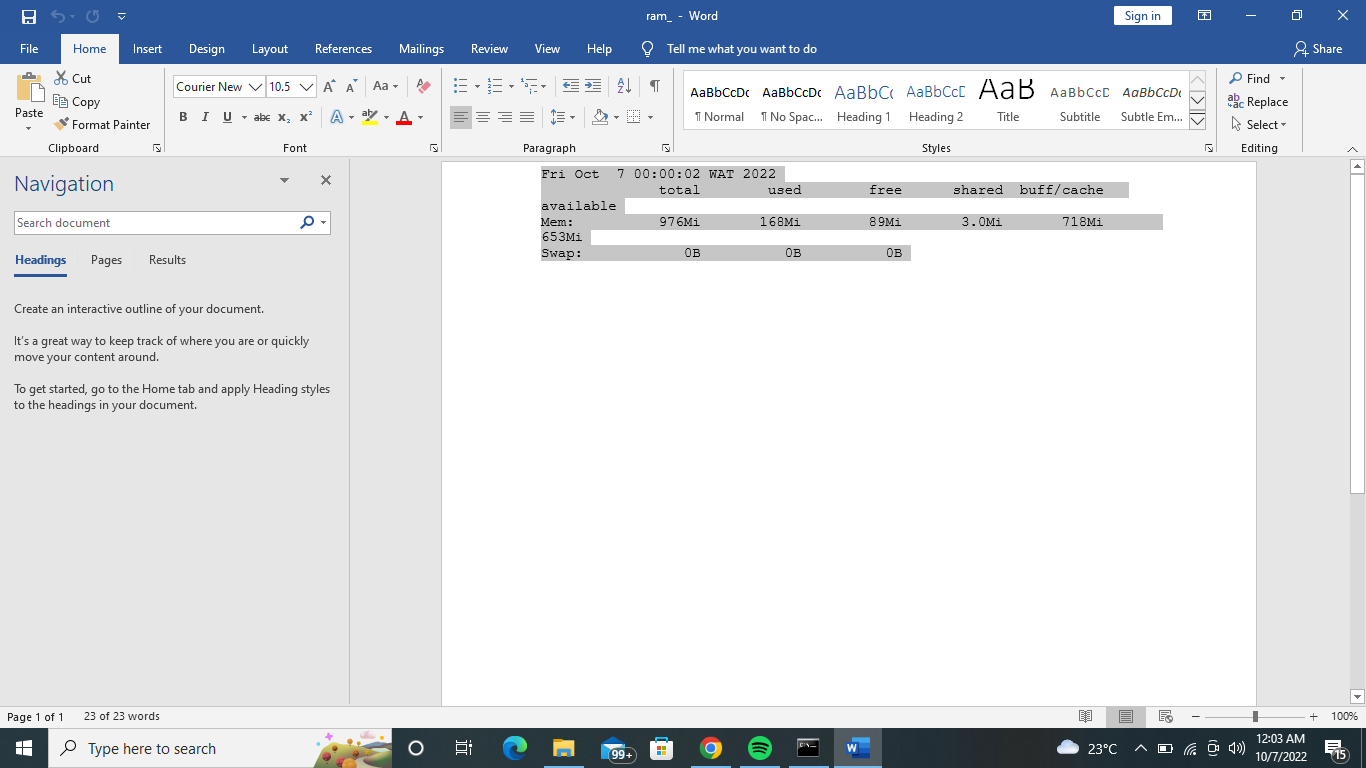 ram_ - Word
Sign in
File Home Insert Design Layout References Mailings Review View Help Tell me what you want to do Share
Paste
Cut
Copy
Format Painter
Clipboard
Courier New 10.5 Aa
B I U abc x₂ x² A aby A
Font
Paragraph
AaBbCcDc AaBbCcDc AaBbCc AaBbCcD AaB AaBbCcD AaBbCcDc
¶ Normal ¶ No Spac... Heading 1 Heading 2 Title Subtitle Subtle Em...
Styles
Find
Replace
Select
Editing
Navigation
Search document
Headings Pages Results
Create an interactive outline of your document.
It's a great way to keep track of where you are or quickly
move your content around.
To get started, go to the Home tab and apply Heading styles
to the headings in your document.
Fri Oct  7 00:00:02 WAT 2022
total used free shared buff/cache
available
Mem: 976Mi 168Mi 89Mi 3.0Mi 718Mi
653Mi
Swap: 0B 0B 0B
Page 1 of 1 23 of 23 words
100%
Type here to search
99+
23°C
12:03 AM
10/7/2022
15